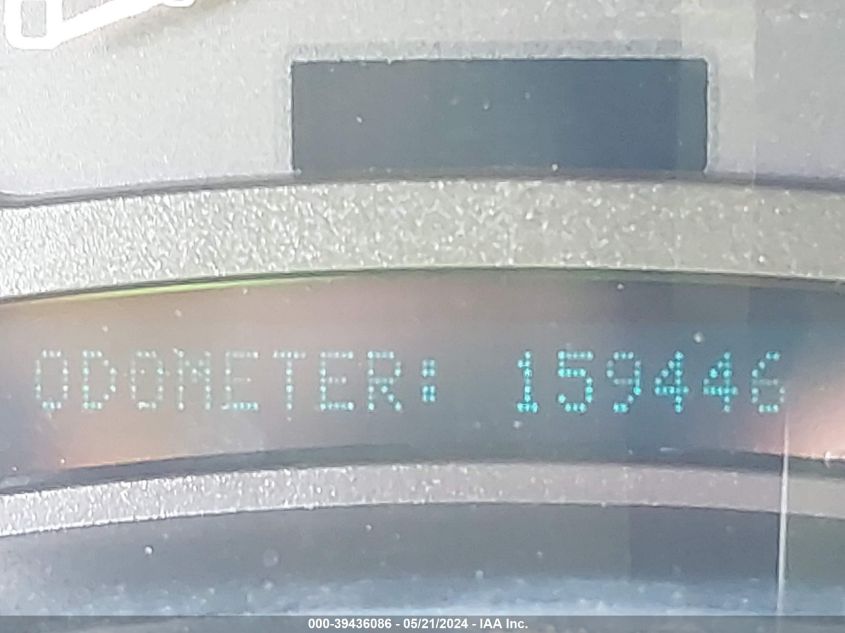 ODOMETER: 159446
000-39436086 - 05/21/2024 - IAA Inc.